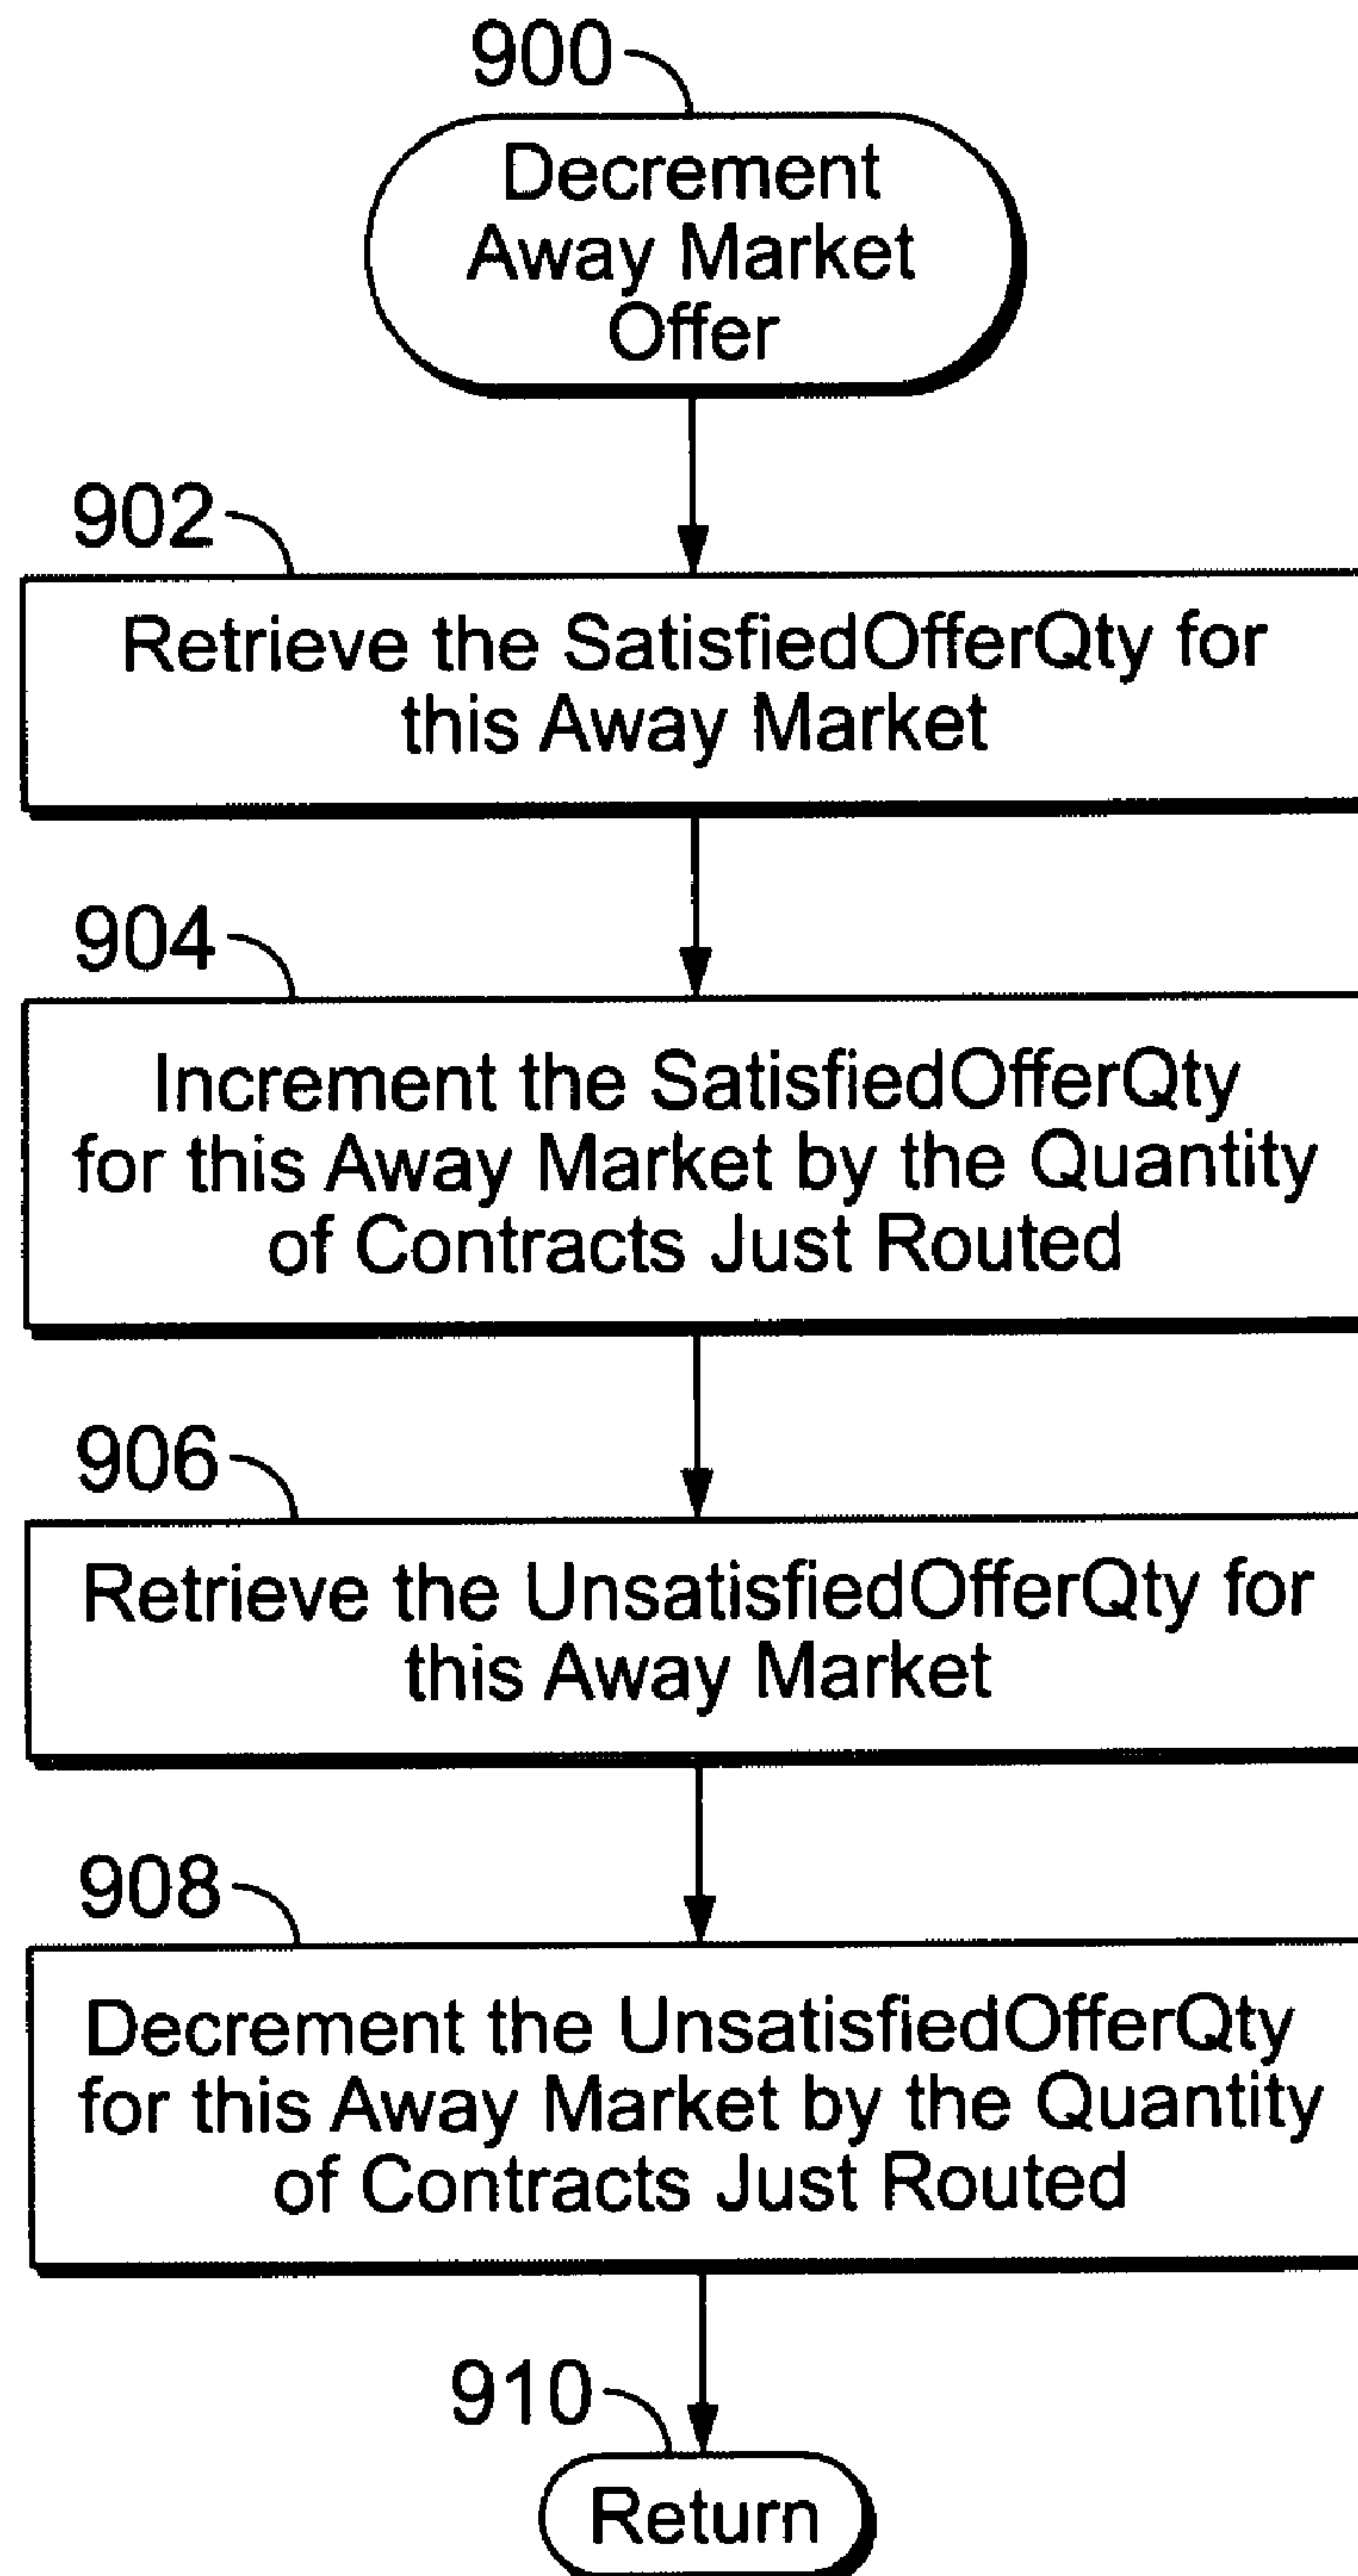 900
Decrement
Away Market
Offer
902
Retrieve the SatisfiedOfferQty for
this Away Market
904
Increment the SatisfiedOfferQty
for this Away Market by the Quantity
of Contracts Just Routed
906
Retrieve the UnsatisfiedOfferQty for
this Away Market
908
Decrement the UnsatisfiedOfferQty
for this Away Market by the Quantity
of Contracts Just Routed
910
Return